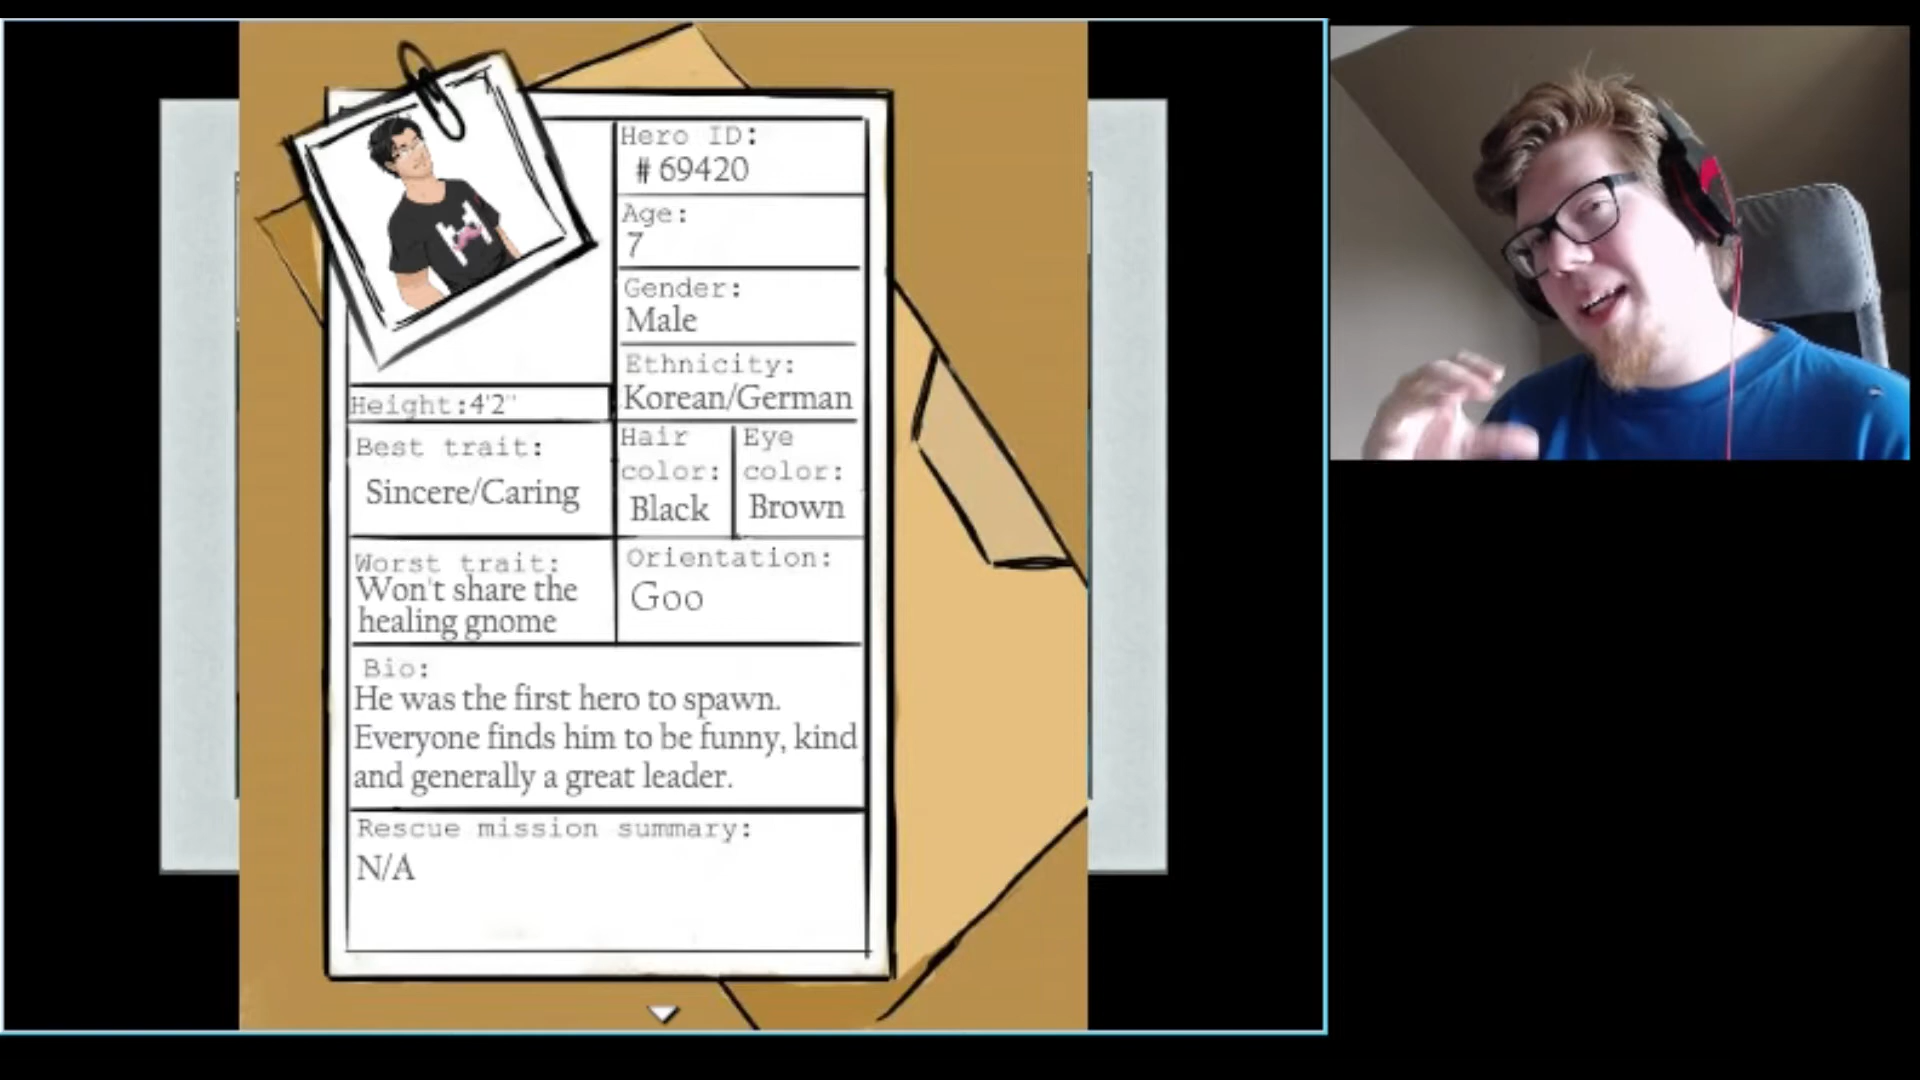 Hero ID:
# 69420
Age:
7
Gender:
Male
Ethnicity:
Korean/German
Height:4'2"
Hair color:
Black
Eye color:
Brown
Best trait:
Sincere/Caring
Worst trait:
Won't share the
healing gnome
Orientation:
Goo
Bio:
He was the first hero to spawn.
Everyone finds him to be funny, kind
and generally a great leader.
Rescue mission summary:
N/A